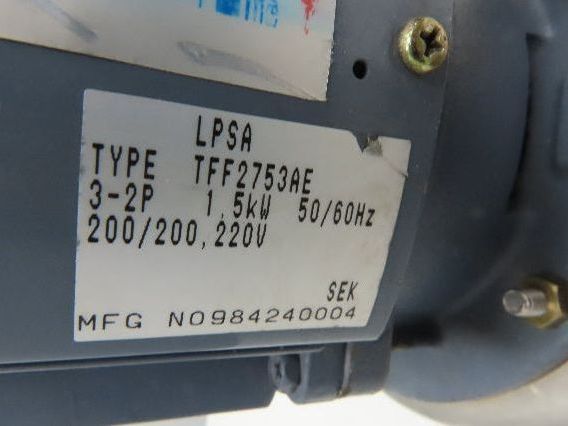 LPSA
TYPE TFF2753AE
3-2P 1.5kW 50/60Hz
200/200,220V
SEK
MFG NO984240004